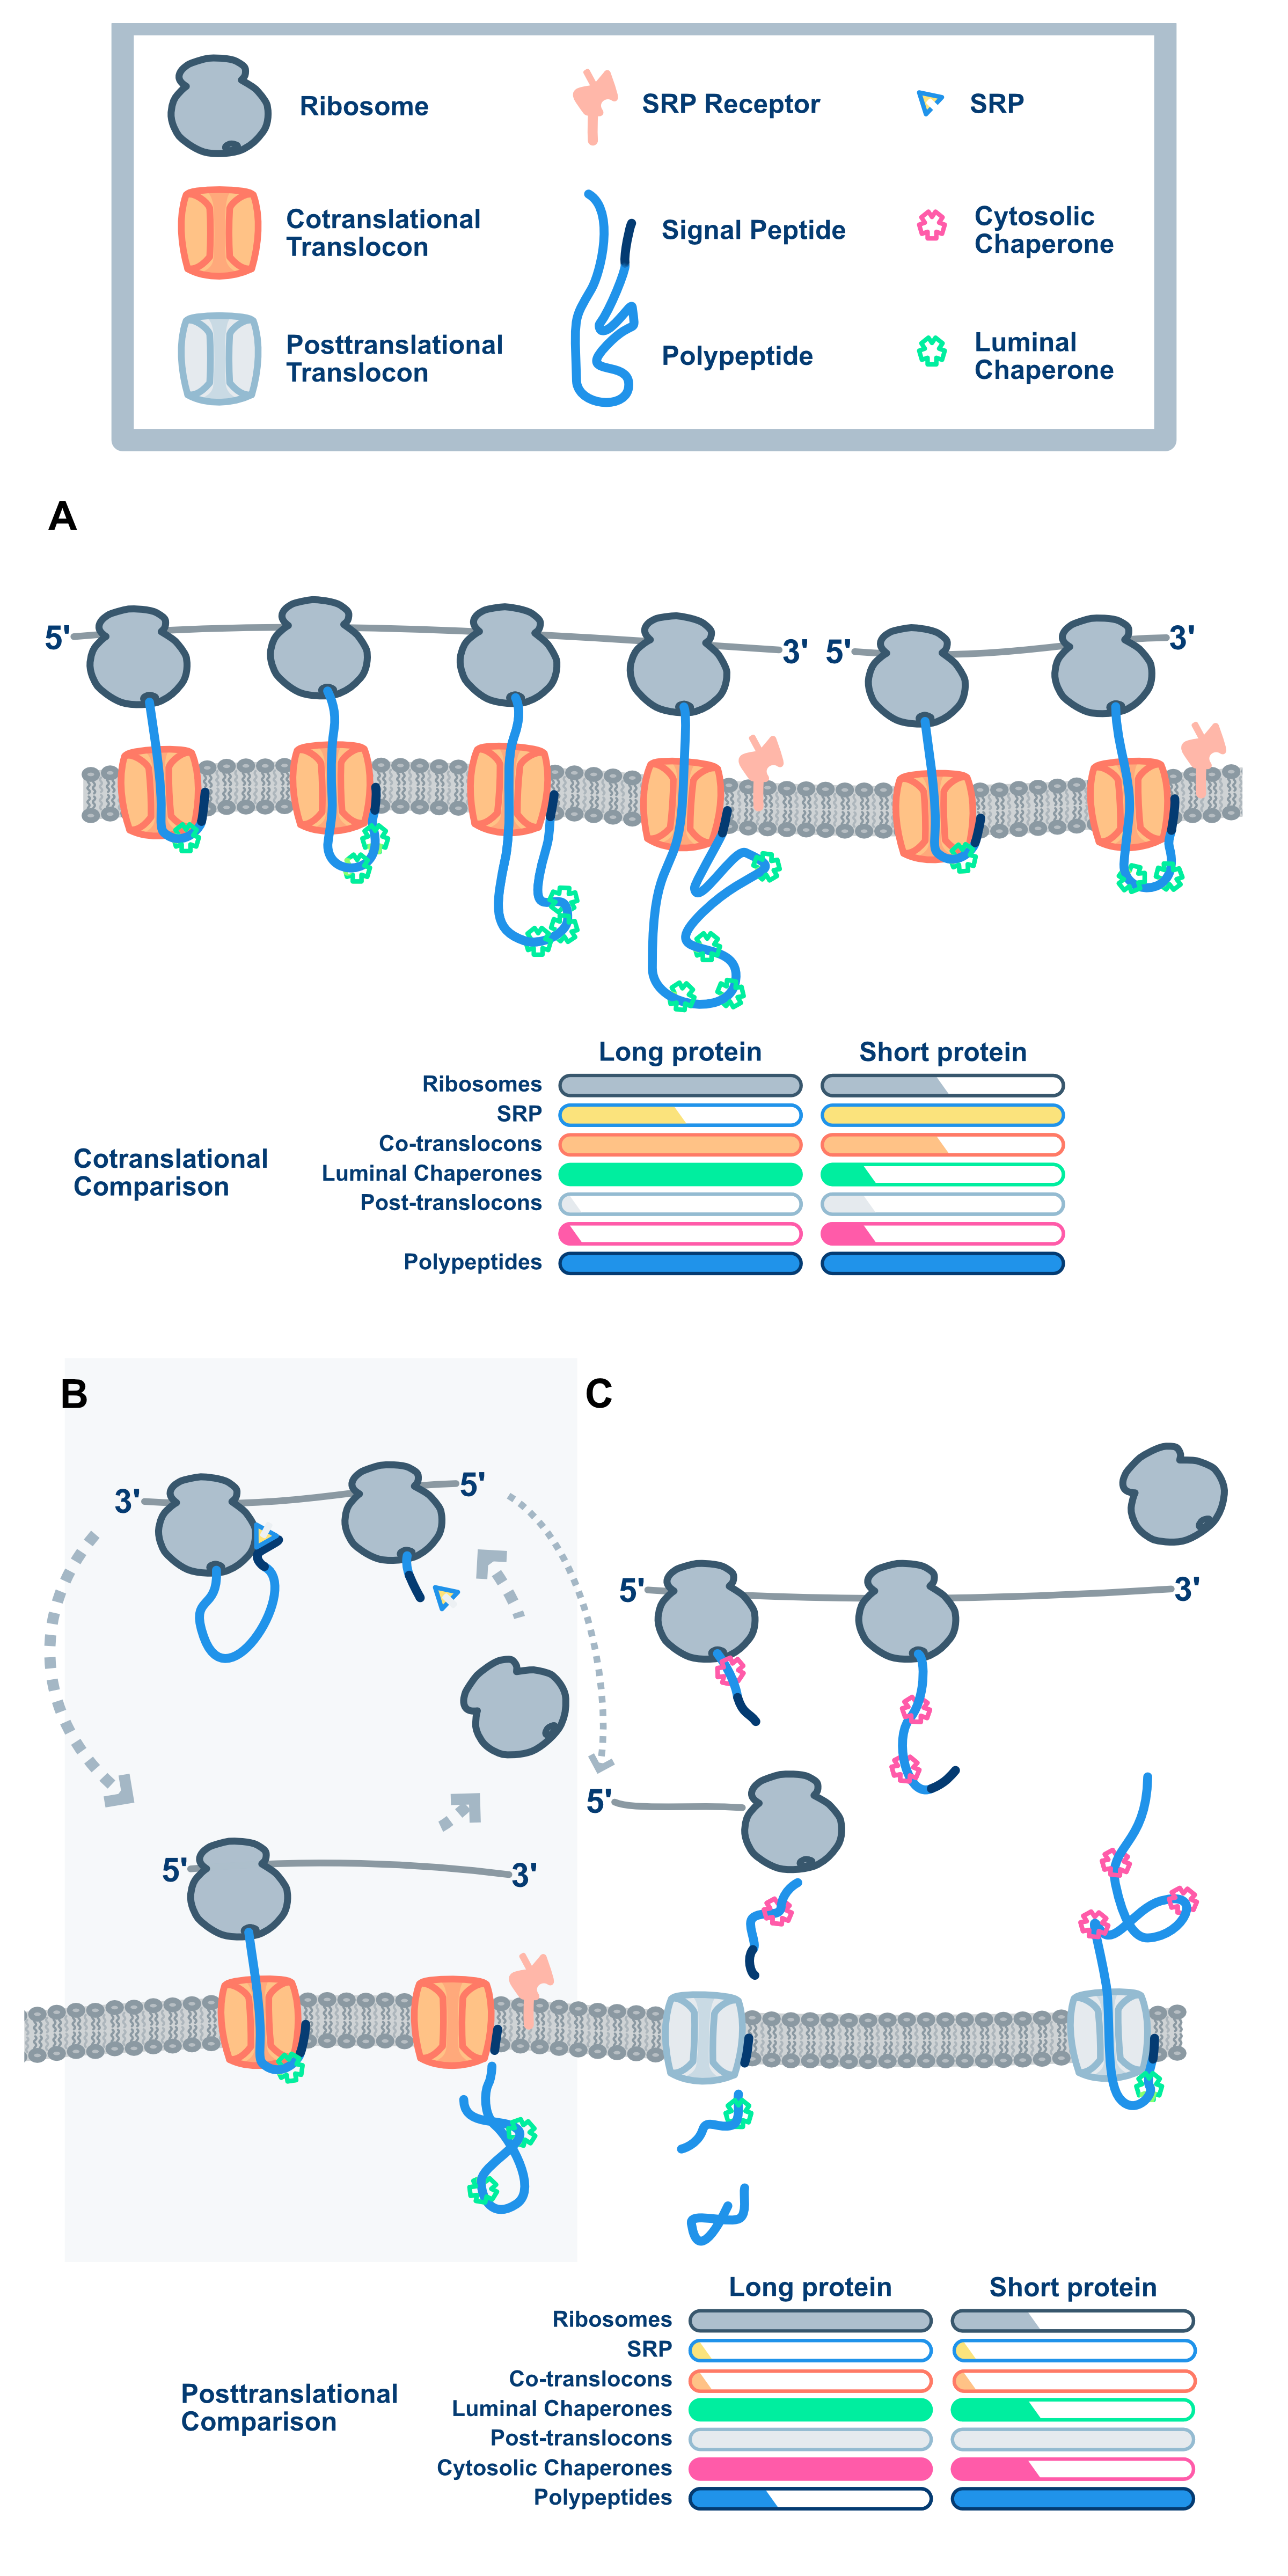 Ribosome
SRP Receptor
SRP
Cotranslational
Translocon
Signal Peptide
Cytosolic
Chaperone
Posttranslational
Translocon
Polypeptide
Luminal
Chaperone
A
5'
3'
5'
3'
Long protein
Short protein
Cotranslational
Comparison
Ribosomes
SRP
Co-translocons
Luminal Chaperones
Post-translocons
Polypeptides
B
3'
5'
5'
3'
C
5'
3'
5'
Long protein
Short protein
Posttranslational
Comparison
Ribosomes
SRP
Co-translocons
Luminal Chaperones
Post-translocons
Cytosolic Chaperones
Polypeptides